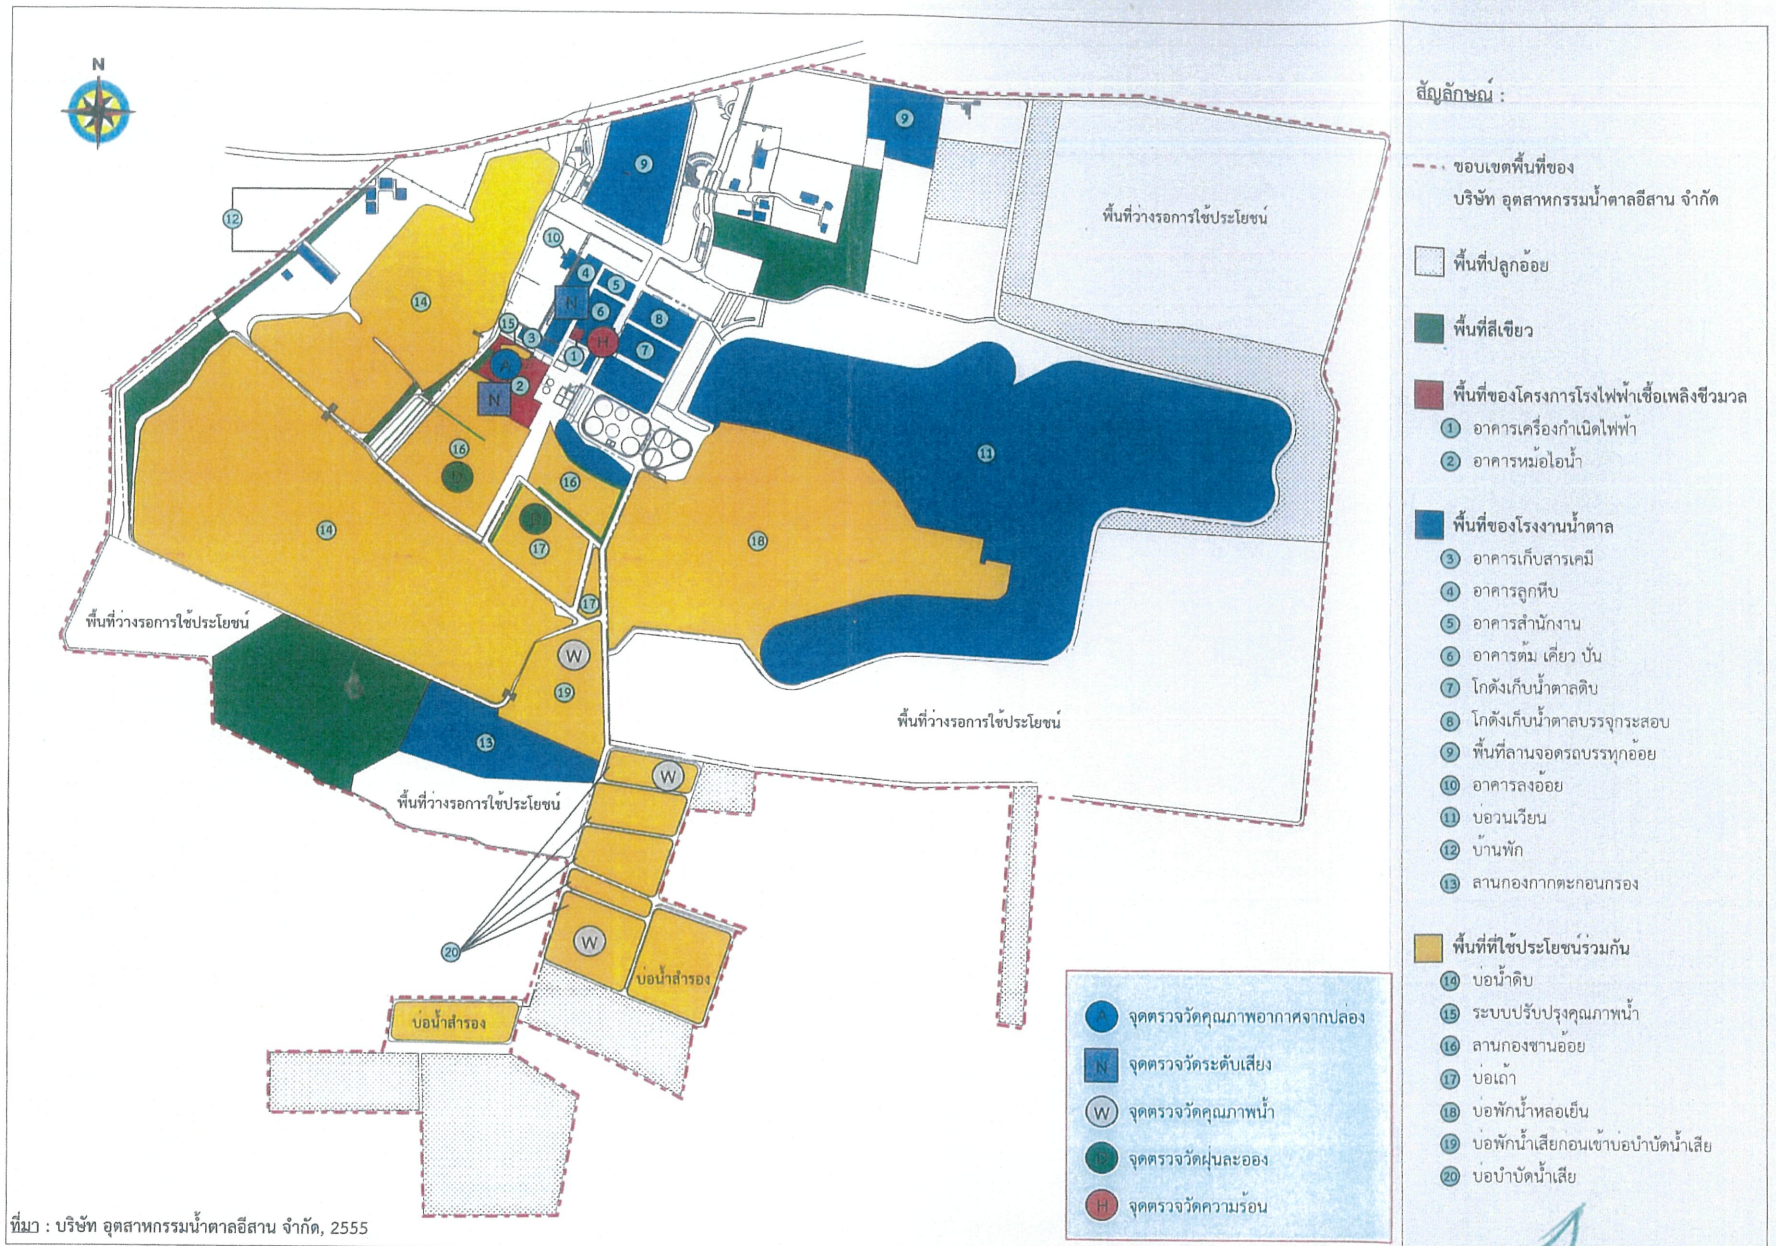 N
9
9
12
พื้นที่ว่างรอการใช้ประโยชน์
10
4
5
14
N
6
8
15
3
H
7
1
A
2
N
16
11
D
16
14
D
17
18
17
พื้นที่ว่างรอการใช้ประโยชน์
W
19
พื้นที่ว่างรอการใช้ประโยชน์
13
W
พื้นที่ว่างรอการใช้ประโยชน์
20
W
บ่อน้ำสำรอง
บ่อน้ำสำรอง
A จุดตรวจวัดคุณภาพอากาศจากปล่อง
N จุดตรวจวัดระดับเสียง
W จุดตรวจวัดคุณภาพน้ำ
D จุดตรวจวัดฝุ่นละออง
H จุดตรวจวัดความร้อน
ที่มา : บริษัท อุตสาหกรรมน้ำตาลอีสาน จำกัด, 2555
สัญลักษณ์ :
ขอบเขตพื้นที่ของ
บริษัท อุตสาหกรรมน้ำตาลอีสาน จำกัด
พื้นที่ปลูกอ้อย
พื้นที่สีเขียว
พื้นที่ของโครงการโรงไฟฟ้าเชื้อเพลิงชีวมวล
1 อาคารเครื่องกำเนิดไฟฟ้า
2 อาคารหม้อไอน้ำ
พื้นที่ของโรงงานน้ำตาล
3 อาคารเก็บสารเคมี
4 อาคารลูกหีบ
5 อาคารสำนักงาน
6 อาคารต้ม เคี่ยว ปั่น
7 โกดังเก็บน้ำตาลดิบ
8 โกดังเก็บน้ำตาลบรรจุกระสอบ
9 พื้นที่ลานจอดรถบรรทุกอ้อย
10 อาคารลงอ้อย
11 บ่อวนเวียน
12 บ้านพัก
13 ลานกองกากตะกอนกรอง
พื้นที่ที่ใช้ประโยชน์ร่วมกัน
14 บ่อน้ำดิบ
15 ระบบปรับปรุงคุณภาพน้ำ
16 ลานกองชานอ้อย
17 บ่อเถ้า
18 บ่อพักน้ำหล่อเย็น
19 บ่อพักน้ำเสียก่อนเข้าบ่อบำบัดน้ำเสีย
20 บ่อบำบัดน้ำเสีย